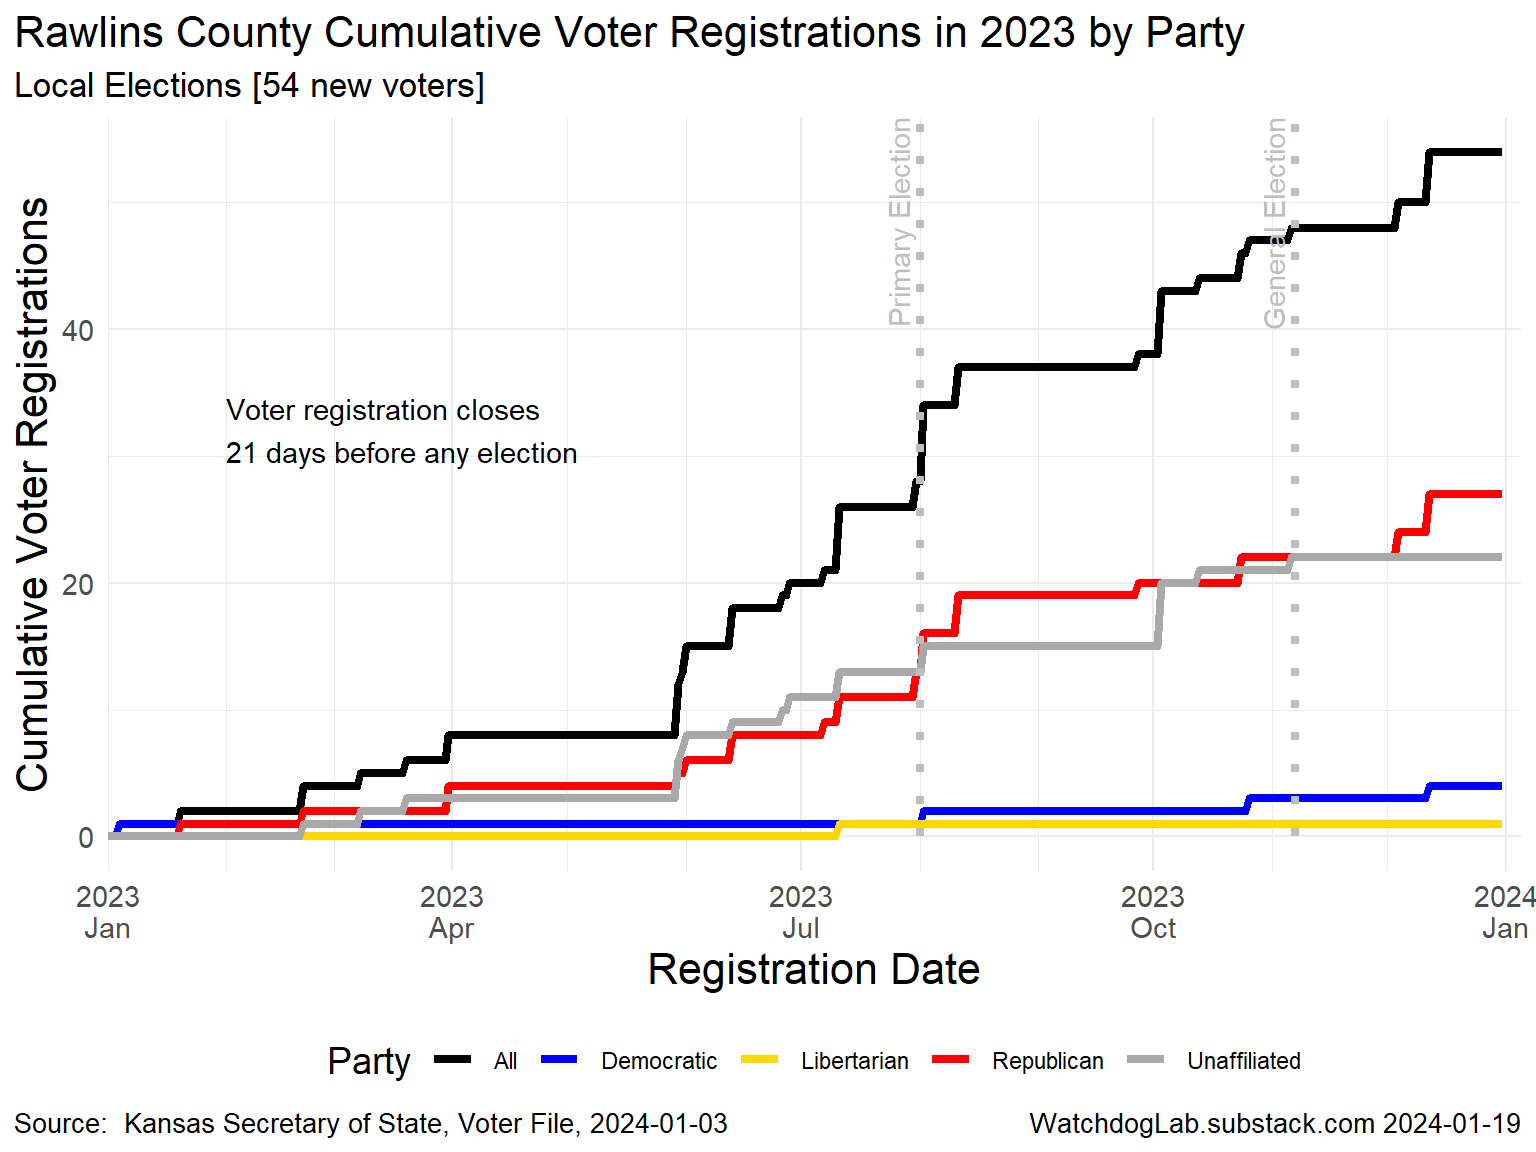 Rawlins County Cumulative Voter Registrations in 2023 by Party
Local Elections [54 new voters]
Cumulative Voter Registrations
40
20
0
Primary Election
General Election
Voter registration closes
21 days before any election
2023
Jan
2023
Apr
2023
Jul
2023
Oct
2024
Jan
Registration Date
Party
All
Democratic
Libertarian
Republican
Unaffiliated
Source:  Kansas Secretary of State, Voter File, 2024-01-03
WatchdogLab.substack.com 2024-01-19